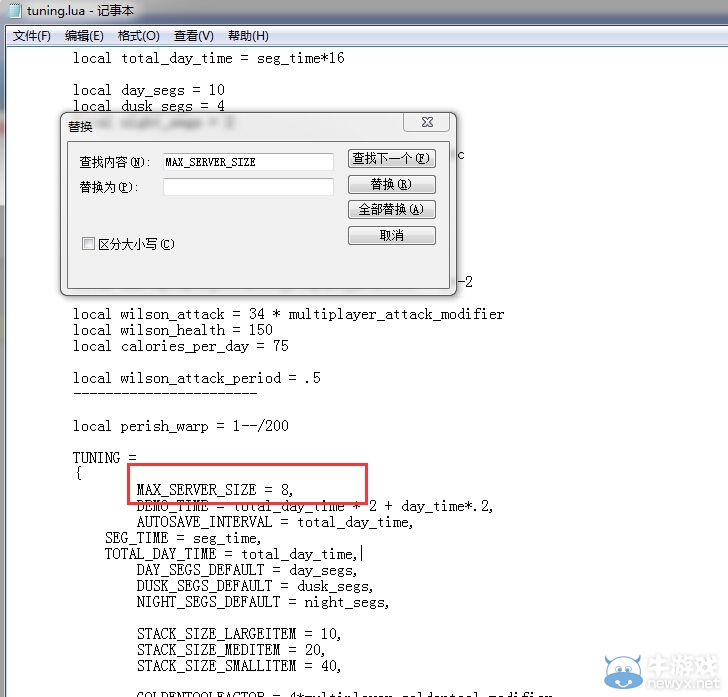 tuning.lua - 记事本
文件(F) 编辑(E) 格式(O) 查看(V) 帮助(H)
local total_day_time = seg_time*16
local day_segs = 10
local dusk_segs = 4
替换
查找内容(N): MAX_SERVER_SIZE 查找下一个(F)
替换为(P): 替换(R)
全部替换(A)
区分大小写(C) 取消
c
-2
local wilson_attack = 34 * multiplayer_attack_modifier
local wilson_health = 150
local calories_per_day = 75
local wilson_attack_period = .5
-----------------------
local perish_warp = 1--/200
TUNING =
{
MAX_SERVER_SIZE = 8,
DEMO_TIME = total_day_time * 2 + day_time*.2,
AUTOSAVE_INTERVAL = total_day_time,
SEG_TIME = seg_time,
TOTAL_DAY_TIME = total_day_time,
DAY_SEGS_DEFAULT = day_segs,
DUSK_SEGS_DEFAULT = dusk_segs,
NIGHT_SEGS_DEFAULT = night_segs,
STACK_SIZE_LARGEITEM = 10,
STACK_SIZE_MEDITEM = 20,
STACK_SIZE_SMALLITEM = 40,
GOLDENTOOLFACTOR = 4*multiplayer_goldentool_modifier,
牛游戏
newyx.net